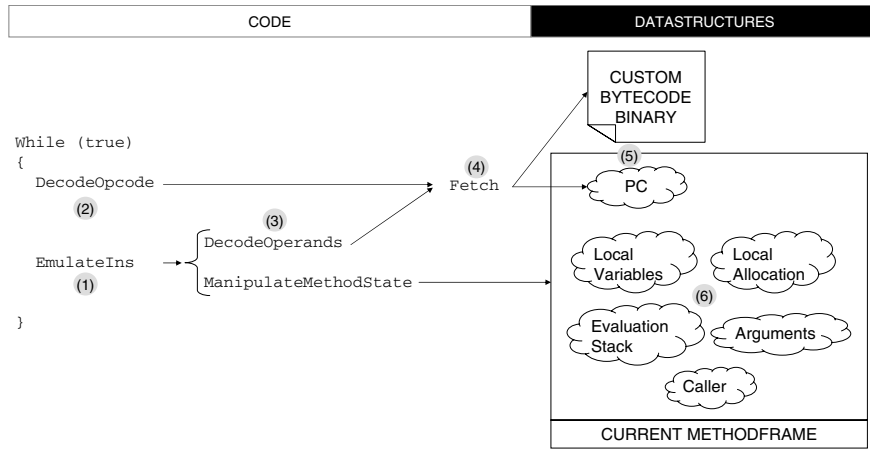 CODE
DATASTRUCTURES
CUSTOM
BYTECODE
BINARY
While (true)
{
DecodeOpcode
(2)
(4)
Fetch
(5)
PC
(3)
DecodeOperands
EmulateIns
(1)
ManipulateMethodState
}
Local
Variables
Local
Allocation
(6)
Evaluation
Stack
Arguments
Caller
CURRENT METHODFRAME